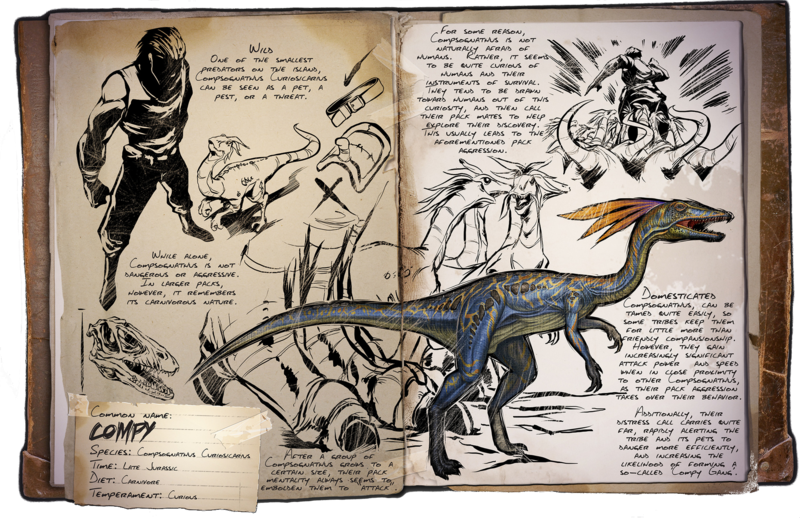 Wild
One of the smallest
predators on the island,
Compsognathus Curiosicarus
can be seen as a pet, a
pest, or a threat.
While alone,
Compsognathus is not
dangerous or aggressive.
In larger packs,
however, it remembers
its carnivorous nature.
Common name:
Compy
Species: Compsognathus Curiosicarius
Time: Late Jurassic
Diet: Carnivore
Temperament: Curious
After a group of
Compsognathus grows to a
certain size, their pack
mentality always seems to
embolden them to attack.
For some reason,
Compsognathus is not
naturally afraid of
humans. Rather, it seems
to be quite curious of
humans and their
instruments of survival.
They tend to be drawn
toward humans out of this
curiosity, and then call
their pack mates to help
explore their discovery.
This usually leads to the
aforementioned pack
aggression.
Domesticated
Compsognathus, can be
tamed quite easily, so
some tribes keep them
for little more than
friendly companionship.
However, they gain
increasingly significant
attack power and speed
when in close proximity
to other Compsognathus,
as their pack aggression
takes over their behavior.
Additionally, their
distress call carries quite
far, rapidly alerting the
tribe and its pets to
danger more efficiently,
and increasing the
likelihood of forming a
so-called Compy Gang.